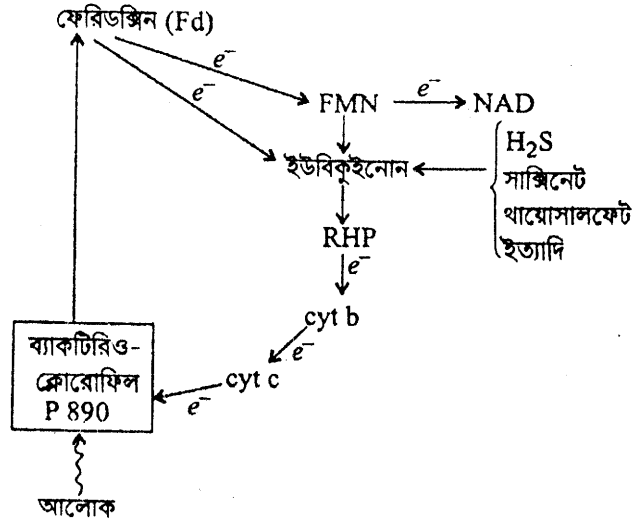 ফেরিডক্সিন (Fd)
e⁻
e⁻
FMN
e⁻
NAD
ইউবিকুইনোন
H₂S
সাক্সিনেট
থায়োসালফেট
ইত্যাদি
RHP
e⁻
cyt b
e⁻
cyt c
e⁻
ব্যাকটিরিও-
ক্লোরোফিল
P 890
আলোক